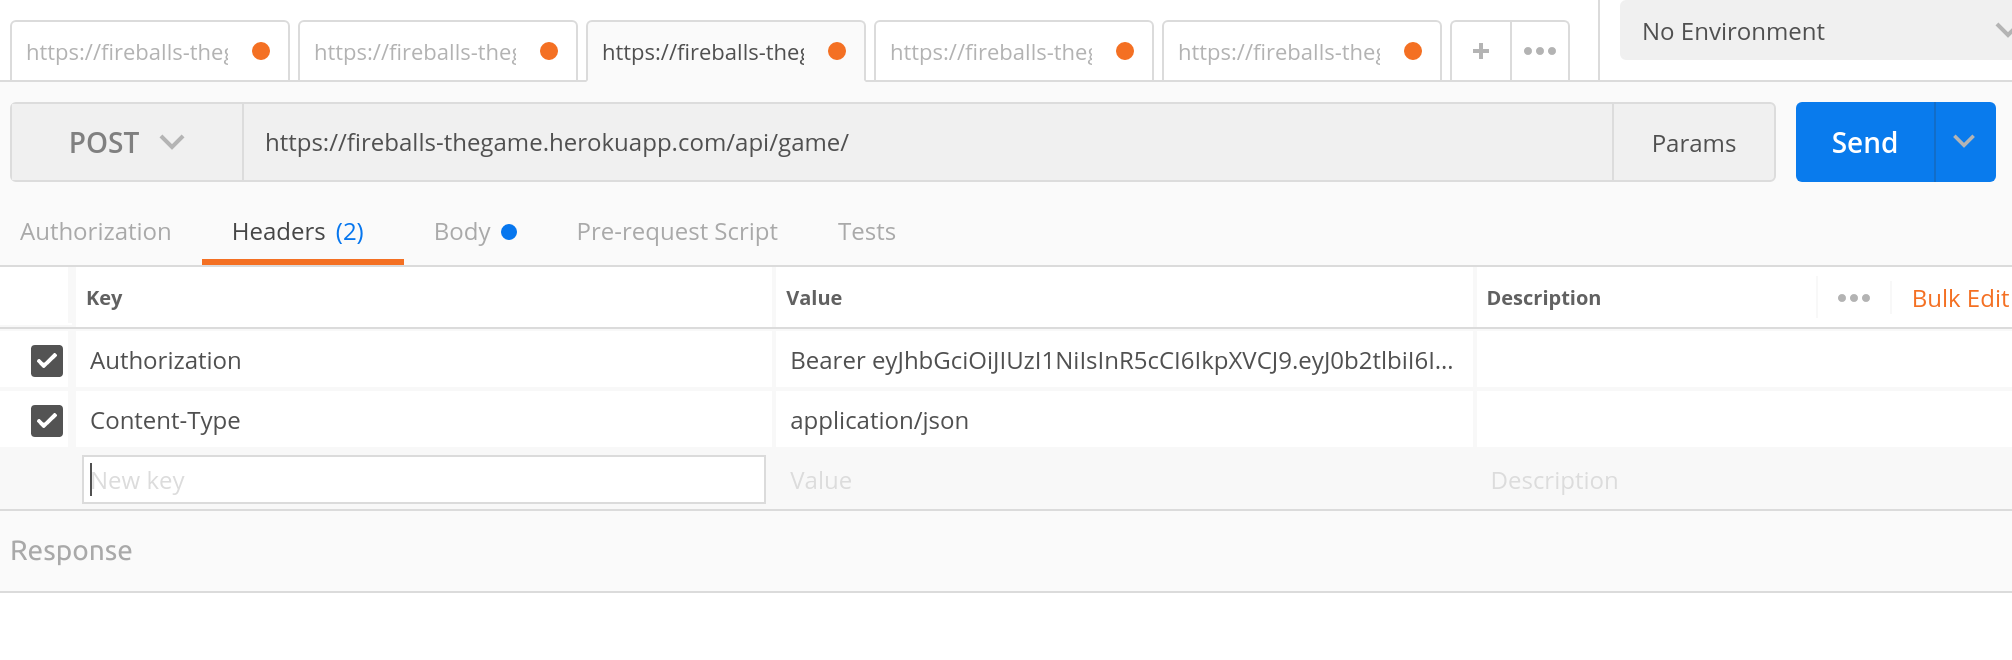 https://fireballs-theg https://fireballs-theg https://fireballs-theg https://fireballs-theg https://fireballs-theg + No Environment
POST https://fireballs-thegame.herokuapp.com/api/game/ Params Send
Authorization Headers (2) Body Pre-request Script Tests
Key Value Description Bulk Edit
Authorization Bearer eyJhbGciOiJIUzI1NiIsInR5cCI6IkpXVCJ9.eyJ0b2tlbiI6I...
Content-Type application/json
New key Value Description
Response